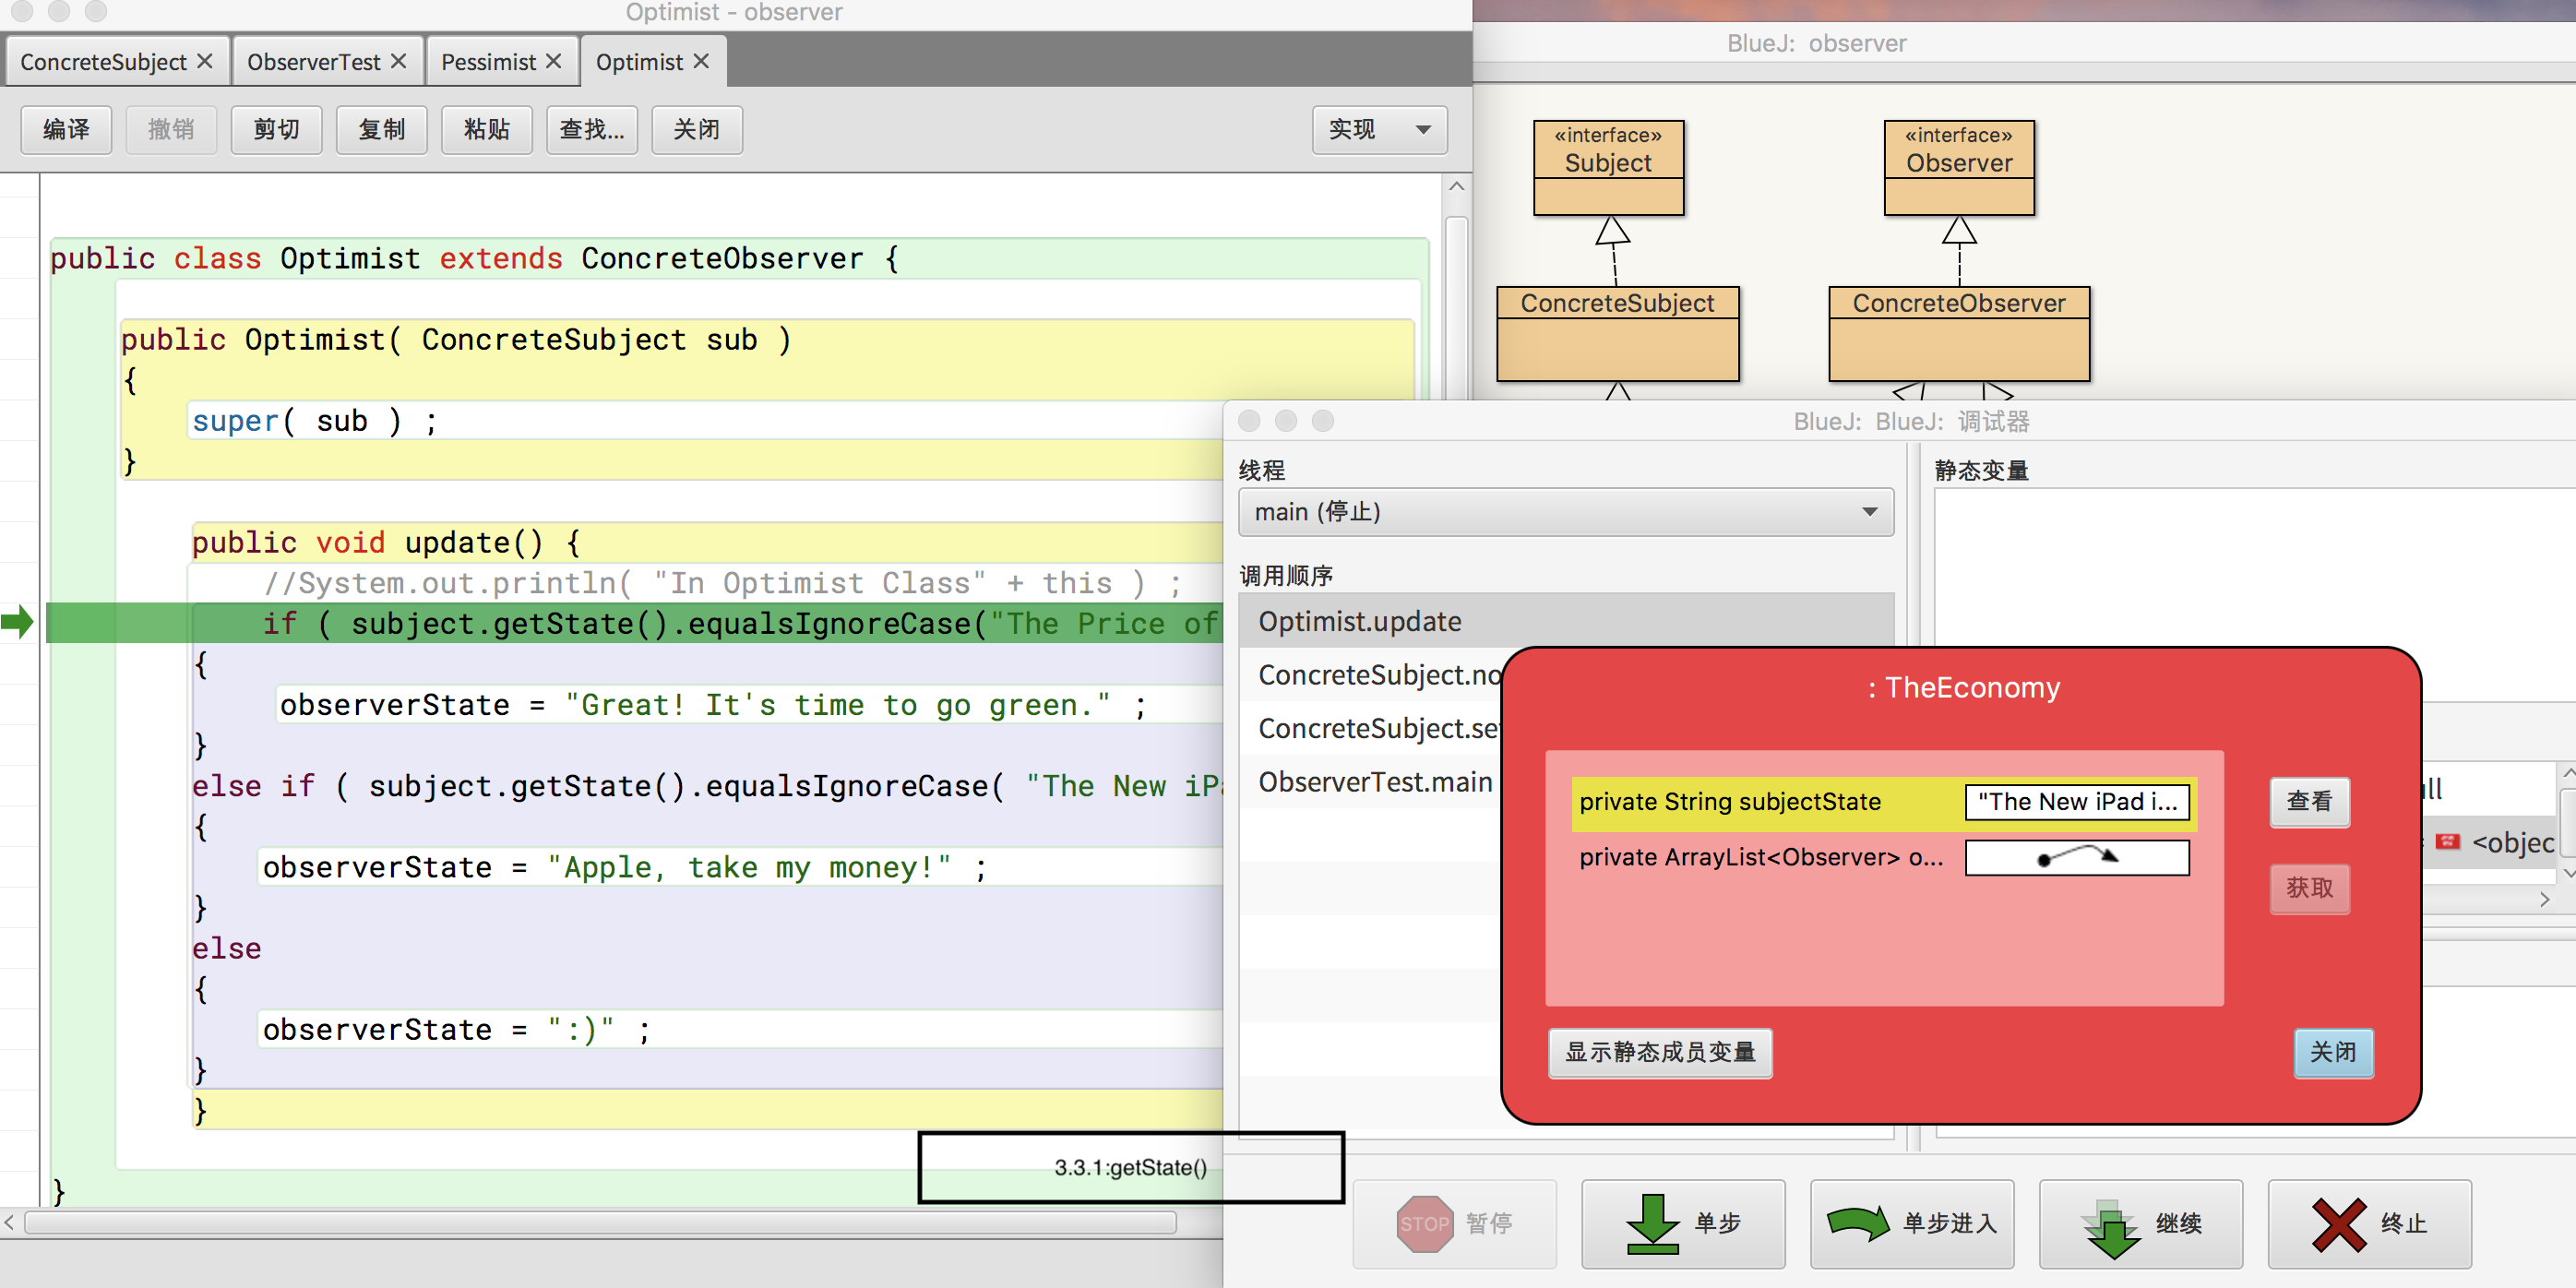 Optimist - observer
ConcreteSubject
ObserverTest
Pessimist
Optimist
编译
撤销
剪切
复制
粘贴
查找...
关闭
实现
public class Optimist extends ConcreteObserver {
public Optimist( ConcreteSubject sub )
{
super( sub ) ;
}
public void update() {
//System.out.println( "In Optimist Class" + this ) ;
if ( subject.getState().equalsIgnoreCase("The Price of
{
observerState = "Great! It's time to go green." ;
}
else if ( subject.getState().equalsIgnoreCase( "The New iPa
{
observerState = "Apple, take my money!" ;
}
else
{
observerState = ":)" ;
}
}
}
3.3.1:getState()
BlueJ: observer
«interface»
Subject
«interface»
Observer
ConcreteSubject
ConcreteObserver
BlueJ: BlueJ: 调试器
线程
main (停止)
调用顺序
Optimist.update
ConcreteSubject.no
ConcreteSubject.se
ObserverTest.main
静态变量
ll
<objec
: TheEconomy
private String subjectState
"The New iPad i...
private ArrayList<Observer> o...
查看
获取
显示静态成员变量
关闭
STOP 暂停
单步
单步进入
继续
终止